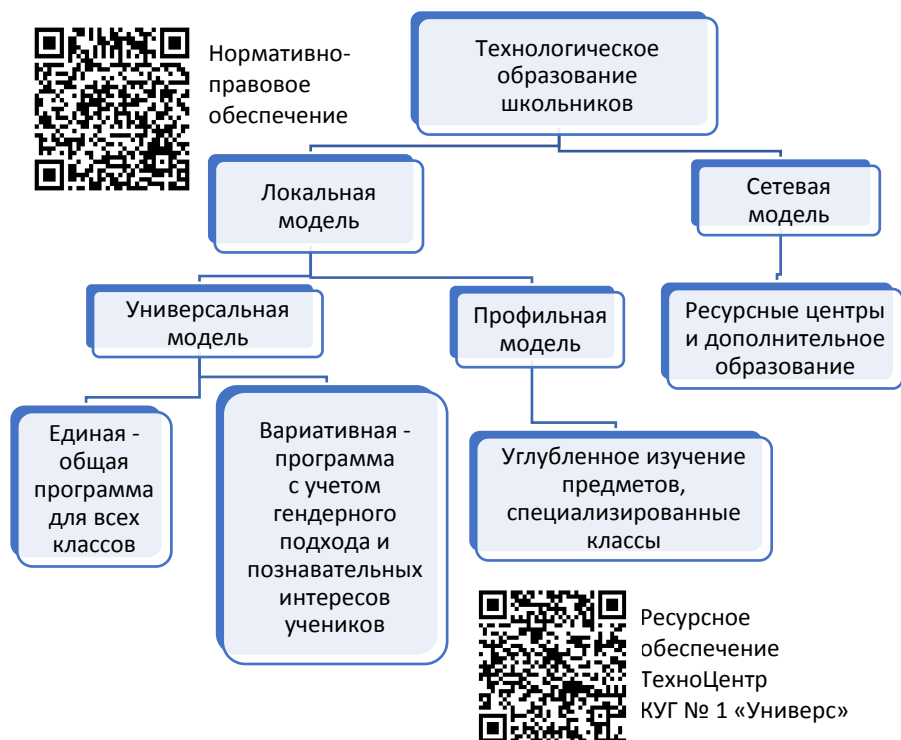 Нормативно-
правовое
обеспечение
Технологическое
образование
школьников
Локальная
модель
Сетевая
модель
Универсальная
модель
Профильная
модель
Ресурсные центры
и дополнительное
образование
Единая -
общая
программа
для всех
классов
Вариативная -
программа
с учетом
гендерного
подхода и
познавательных
интересов
учеников
Углубленное изучение
предметов,
специализированные
классы
Ресурсное
обеспечение
ТехноЦентр
КУГ № 1 «Универс»